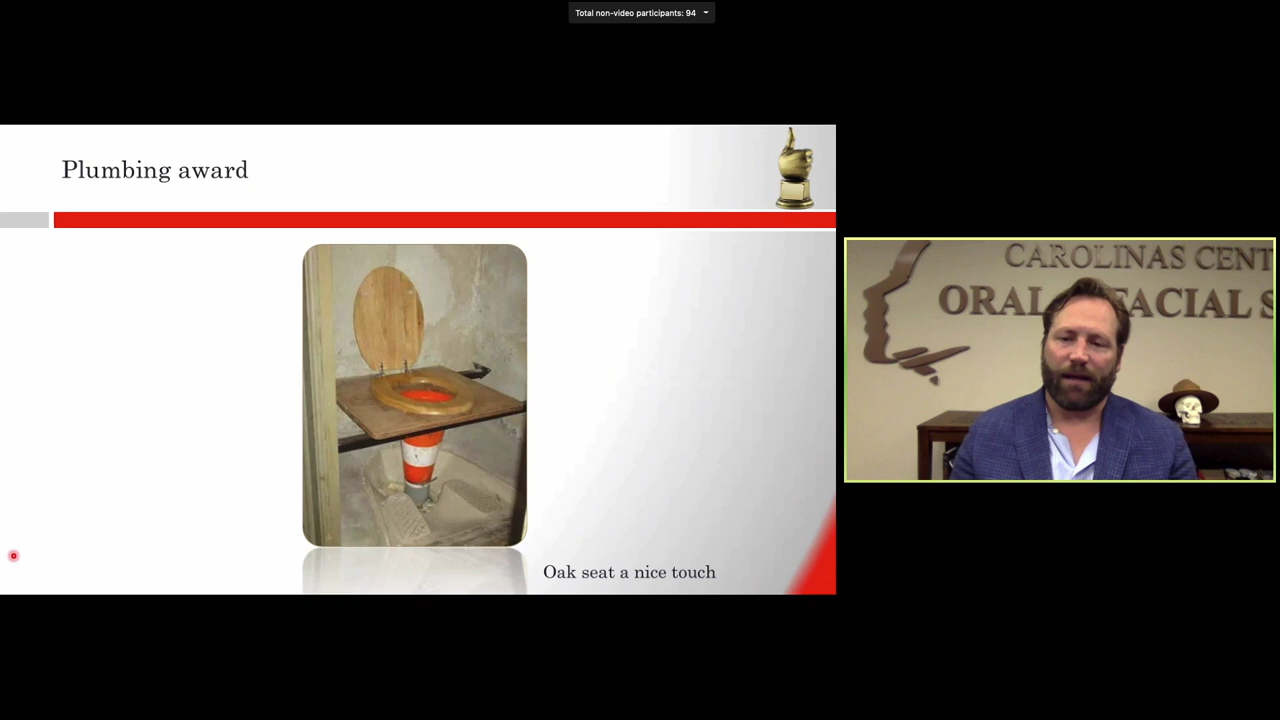 Total non-video participants: 94
Plumbing award
Oak seat a nice touch
CAROLINAS CENT
ORAL FACIAL S